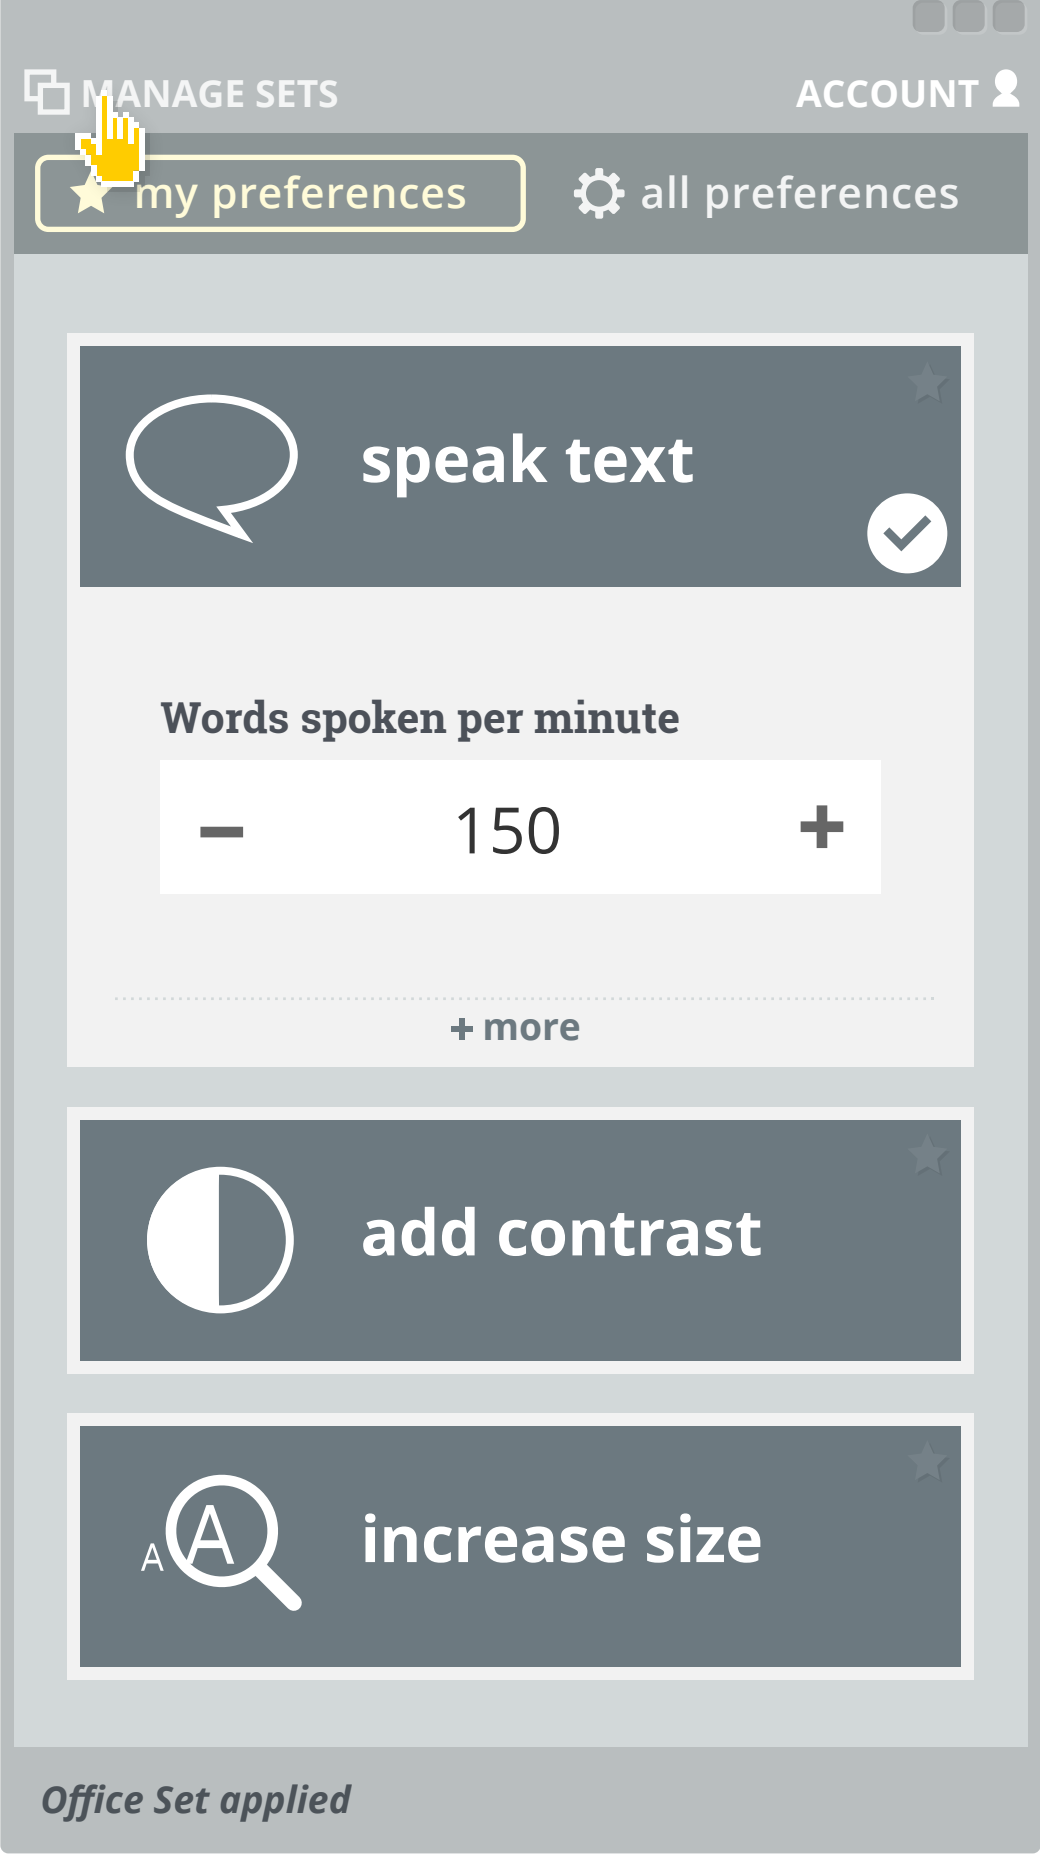 MANAGE SETS
ACCOUNT
my preferences
all preferences
speak text
Words spoken per minute
150
+ more
add contrast
A A
increase size
Office Set applied